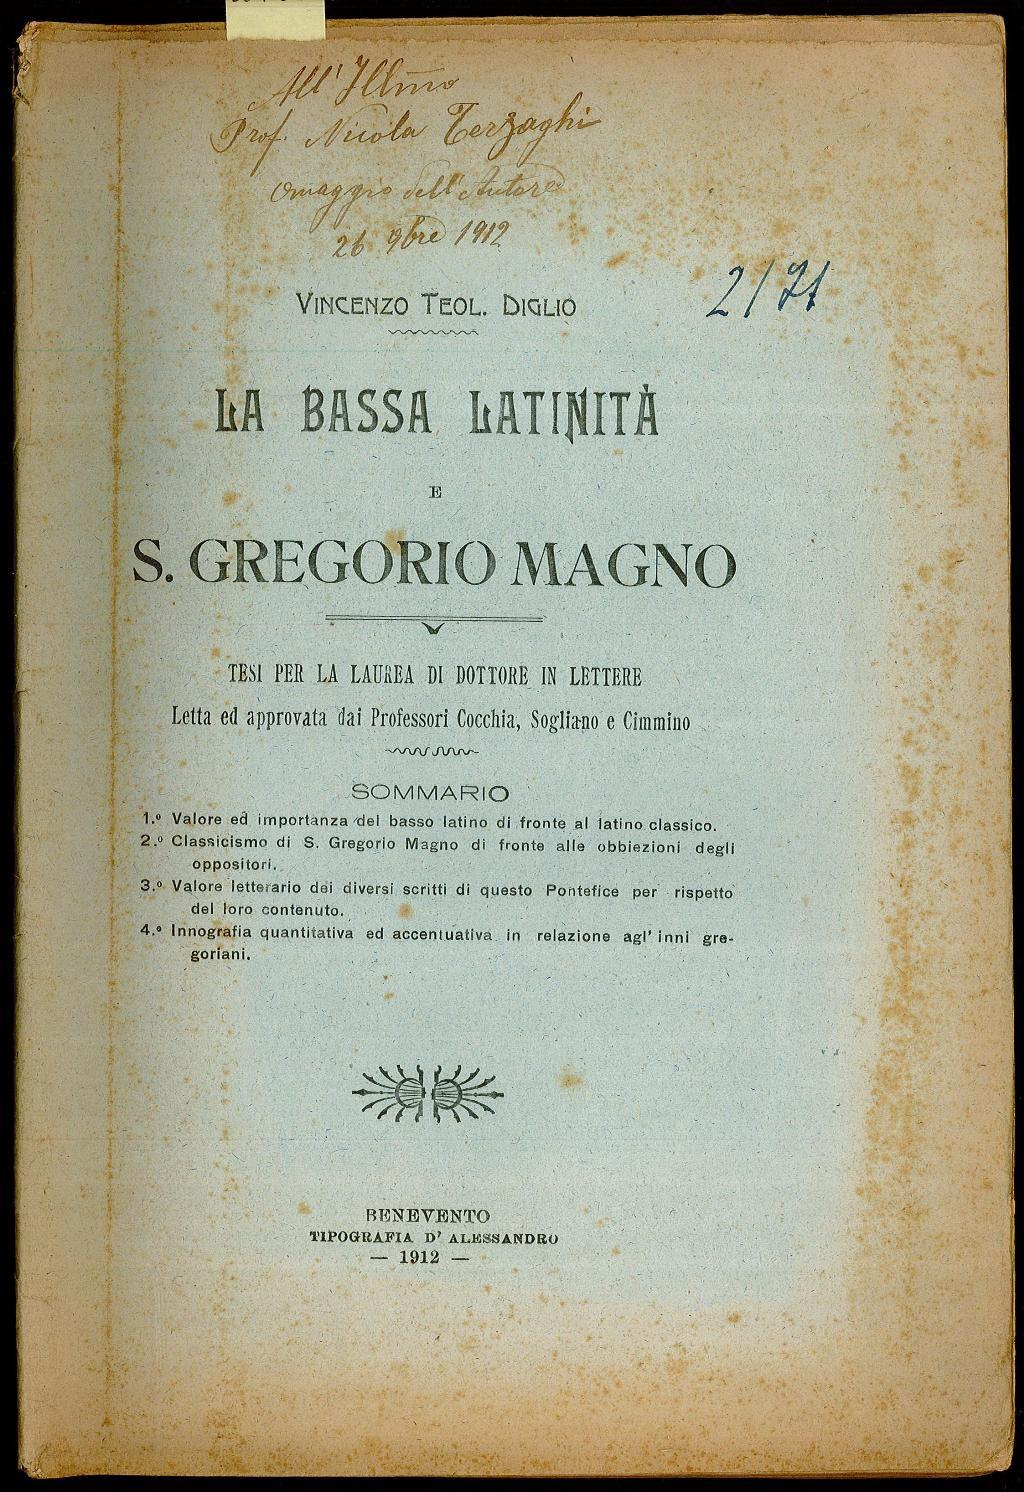 All' Illmo
Prof. Nicola Terzaghi
omaggio dell'Autore
26 9bre 1912
VINCENZO TEOL. DIGLIO
2/71
LA BASSA LATINITÀ
E
S. GREGORIO MAGNO
TESI PER LA LAUREA DI DOTTORE IN LETTERE
Letta ed approvata dai Professori Cocchia, Sogliano e Cimmino
SOMMARIO
1.º Valore ed importanza del basso latino di fronte al latino classico.
2.º Classicismo di S. Gregorio Magno di fronte alle obbiezioni degli
oppositori.
3.º Valore letterario dei diversi scritti di questo Pontefice per rispetto
del loro contenuto.
4.º Innografia quantitativa ed accentuativa in relazione agl' inni gre-
goriani.
BENEVENTO
TIPOGRAFIA D' ALESSANDRO
— 1912 —